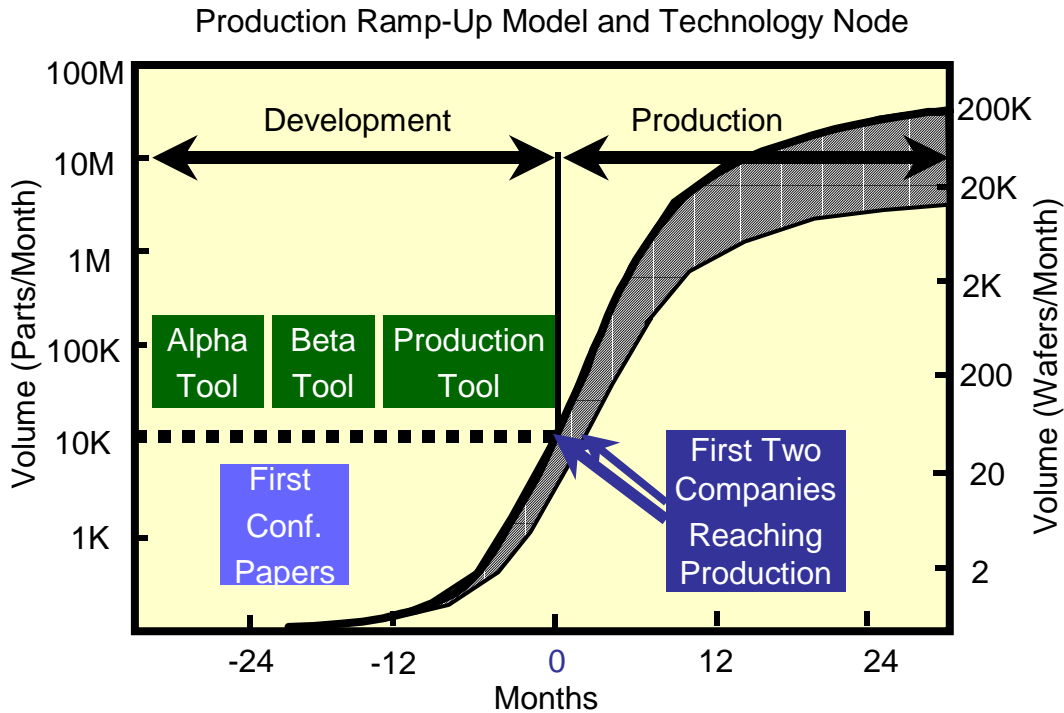 Production Ramp-Up Model and Technology Node
Volume (Parts/Month)
100M
10M
1M
100K
10K
1K
Development
Production
Alpha
Tool
Beta
Tool
Production
Tool
First
Conf.
Papers
First Two
Companies
Reaching
Production
200K
20K
2K
200
20
2
Volume (Wafers/Month)
-24
-12
0
12
24
Months